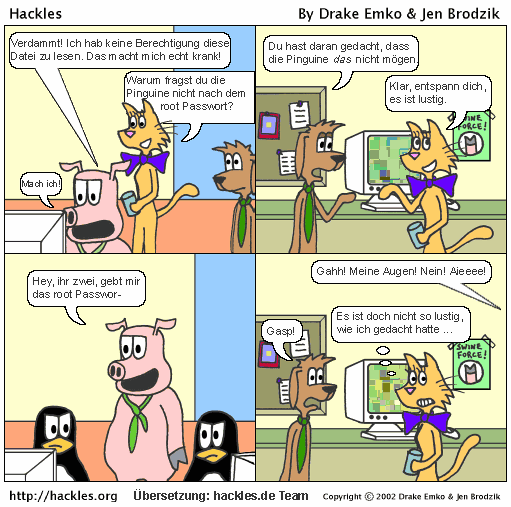 Hackles
By Drake Emko & Jen Brodzik
Verdammt! Ich hab keine Berechtigung diese
Datei zu lesen. Das macht mich echt krank!
Warum fragst du die
Pinguine nicht nach dem
root Passwort?
Mach ich!
Du hast daran gedacht, dass
die Pinguine das nicht mögen.
Klar, entspann dich,
es ist lustig.
SWINE
FORCE!
Hey, ihr zwei, gebt mir
das root Passwor-
Gahh! Meine Augen! Nein! Aieeee!
Es ist doch nicht so lustig,
wie ich gedacht hatte ...
Gasp!
SWINE
FORCE!
http://hackles.org
Übersetzung: hackles.de Team
Copyright © 2002 Drake Emko & Jen Brodzik